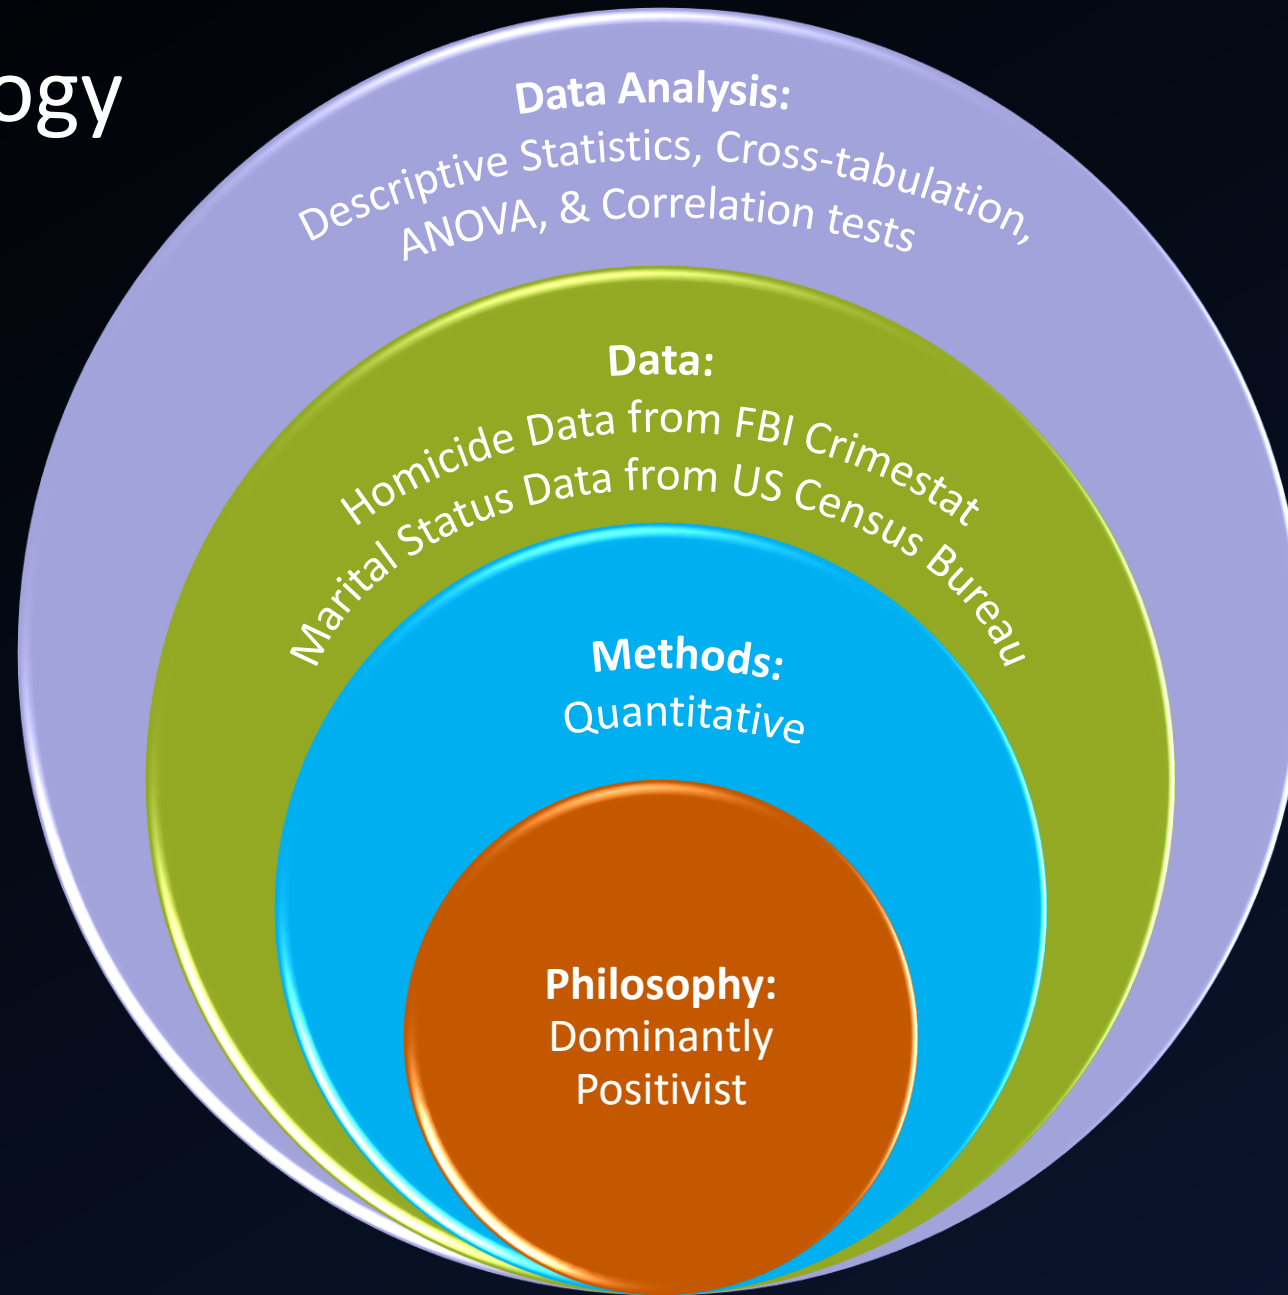 ogy
Data Analysis:
Descriptive Statistics, Cross-tabulation,
ANOVA, & Correlation tests
Data:
Homicide Data from FBI Crimestat
Marital Status Data from US Census Bureau
Methods:
Quantitative
Philosophy:
Dominantly
Positivist